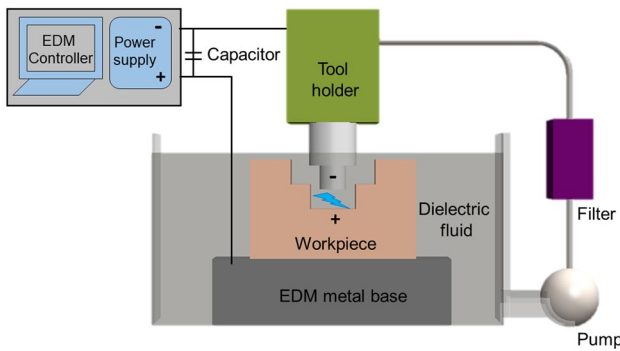 EDM
Controller
Power
supply
-
+
Capacitor
Tool
holder
-
+
Workpiece
Dielectric
fluid
EDM metal base
Filter
Pump